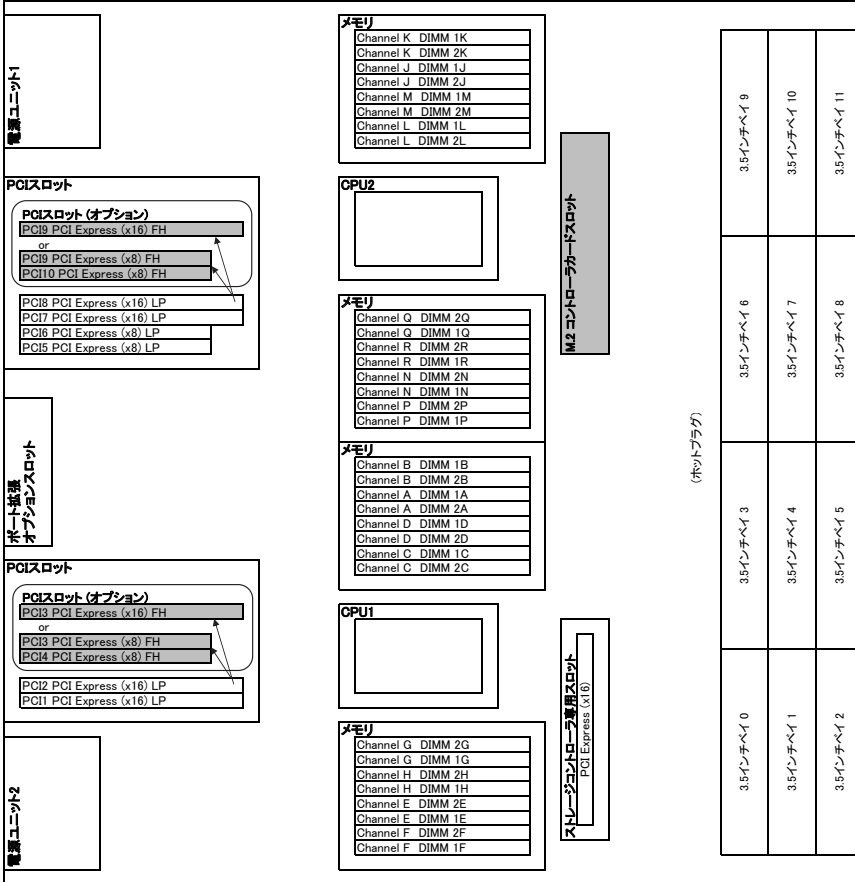 電源ユニット1
PCIスロット
PCIスロット (オプション)
PCI9 PCI Express (x16) FH
or
PCI9 PCI Express (x8) FH
PCI10 PCI Express (x8) FH
PCI8 PCI Express (x16) LP
PCI7 PCI Express (x16) LP
PCI6 PCI Express (x8) LP
PCI5 PCI Express (x8) LP
ポート拡張
オプションスロット
PCIスロット
PCIスロット (オプション)
PCI3 PCI Express (x16) FH
or
PCI3 PCI Express (x8) FH
PCI4 PCI Express (x8) FH
PCI2 PCI Express (x16) LP
PCI1 PCI Express (x16) LP
電源ユニット2
メモリ
Channel K DIMM 1K
Channel K DIMM 2K
Channel J DIMM 1J
Channel J DIMM 2J
Channel M DIMM 1M
Channel M DIMM 2M
Channel L DIMM 1L
Channel L DIMM 2L
CPU2
メモリ
Channel Q DIMM 2Q
Channel Q DIMM 1Q
Channel R DIMM 2R
Channel R DIMM 1R
Channel N DIMM 2N
Channel N DIMM 1N
Channel P DIMM 2P
Channel P DIMM 1P
メモリ
Channel B DIMM 1B
Channel B DIMM 2B
Channel A DIMM 1A
Channel A DIMM 2A
Channel D DIMM 1D
Channel D DIMM 2D
Channel C DIMM 1C
Channel C DIMM 2C
CPU1
メモリ
Channel G DIMM 2G
Channel G DIMM 1G
Channel H DIMM 2H
Channel H DIMM 1H
Channel E DIMM 2E
Channel E DIMM 1E
Channel F DIMM 2F
Channel F DIMM 1F
M.2 コントローラカードスロット
ストレージコントローラ専用スロット
PCI Express (x16)
(ホットプラグ)
3.5インチベイ 9
3.5インチベイ 10
3.5インチベイ 11
3.5インチベイ 6
3.5インチベイ 7
3.5インチベイ 8
3.5インチベイ 3
3.5インチベイ 4
3.5インチベイ 5
3.5インチベイ 0
3.5インチベイ 1
3.5インチベイ 2